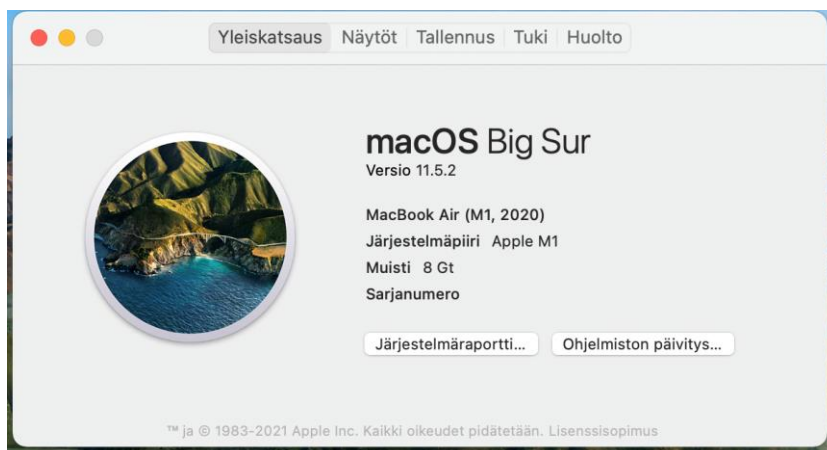 Yleiskatsaus Näytöt Tallennus Tuki Huolto
macOS Big Sur
Versio 11.5.2
MacBook Air (M1, 2020)
Järjestelmäpiiri Apple M1
Muisti 8 Gt
Sarjanumero
Järjestelmäraportti... Ohjelmiston päivitys...
™ ja © 1983-2021 Apple Inc. Kaikki oikeudet pidätetään. Lisenssisopimus